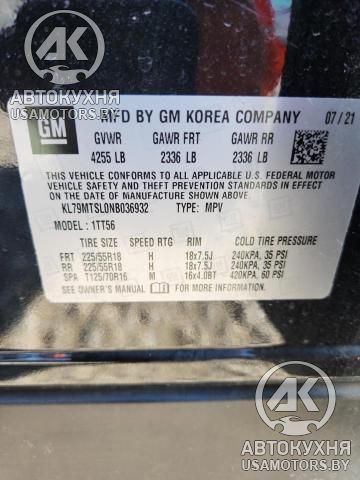 АК
АВТОКУХНЯ
USAMOTORS.BY
GM
MFD BY GM KOREA COMPANY 07/21
GVWR GAWR FRT GAWR RR
4255 LB 2336 LB 2336 LB
THIS VEHICLE CONFORMS TO ALL APPLICABLE U.S. FEDERAL MOTOR
VEHICLE SAFETY AND THEFT PREVENTION STANDARDS IN
EFFECT ON THE DATE OF MANUFACTURE SHOWN ABOVE.
KL79MTSL0NB036932 TYPE: MPV
MODEL: 1TT56
TIRE SIZE SPEED RTG RIM COLD TIRE PRESSURE
FRT 225/55R18 H 18x7.5J 240KPA, 35 PSI
RR 225/55R18 H 18x7.5J 240KPA, 35 PSI
SPA T125/70R16 M 16x4.0BT 420KPA, 60 PSI
SEE OWNER'S MANUAL FOR ADDITIONAL INFORMATION
АК
АВТОКУХНЯ
USAMOTORS.BY